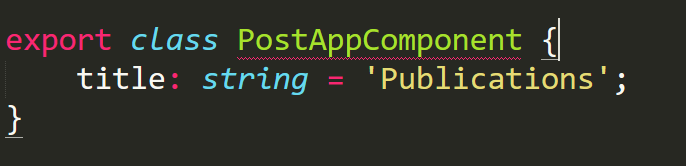 export class PostAppComponent {
    title: string = 'Publications';
}